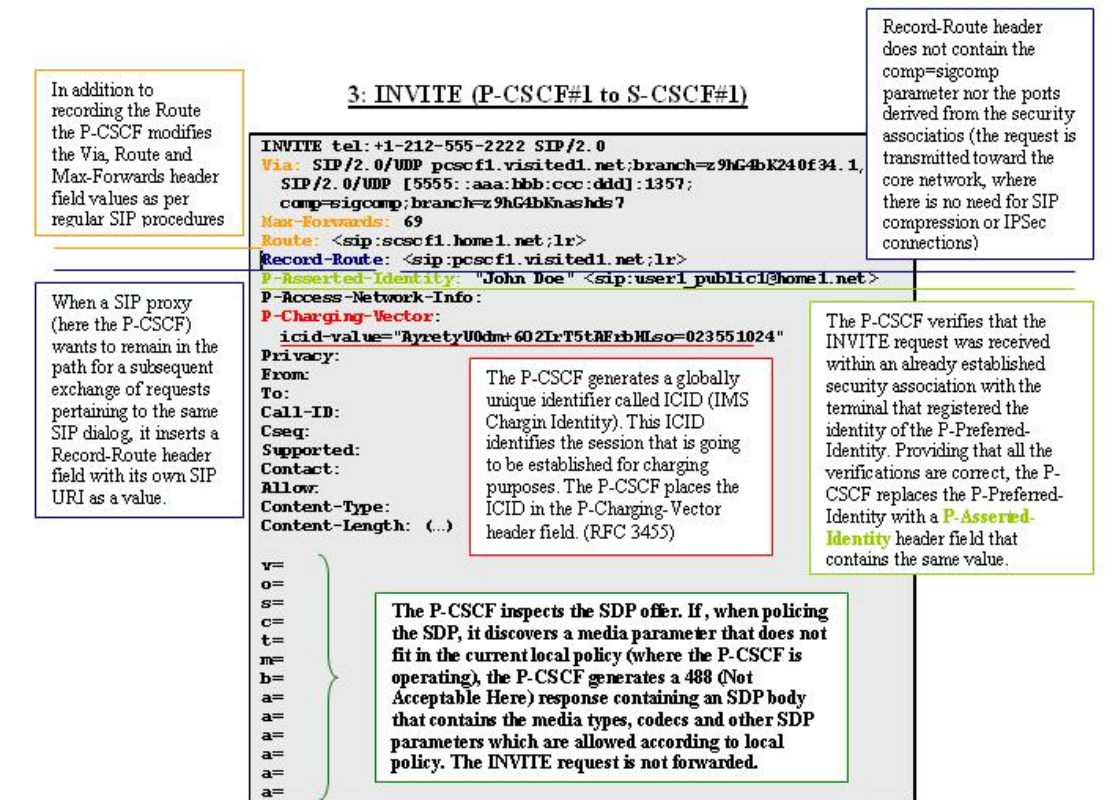 Record-Route header
does not contain the
comp=sigcomp
parameter nor the ports
derived from the security
associatios (the request is
transmitted toward the
core network, where
there is no need for SIP
compression or IPSec
connections)
In addition to
recording the Route
the P-CSCF modifies
the Via, Route and
Max-Forwards header
field values as per
regular SIP procedures
3: INVITE (P-CSCF#1 to S-CSCF#1)
INVITE tel:+1-212-555-2222 SIP/2.0
Via: SIP/2.0/UDP pcscf1.visited1.net;branch=z9hG4bK240f34.1,
SIP/2.0/UDP [5555::aaa:bbb:ccc:ddd]:1357;
comp=sigcomp;branch=z9hG4bKnashds7
Max-Forwards: 69
Route: <sip:scscf1.home1.net;lr>
Record-Route: <sip:pcscf1.visited1.net;lr>
P-Asserted-Identity: "John Doe" <sip:user1_public1@home1.net>
P-Access-Network-Info:
P-Charging-Vector:
icid-value="AyretyU0dm+6O2IrT5tAFrbHLso=023551024"
Privacy:
From:
To:
Call-ID:
Cseq:
Supported:
Contact:
Allow:
Content-Type:
Content-Length: (...)
v=
o=
s=
c=
t=
m=
b=
a=
a=
a=
a=
a=
a=
When a SIP proxy
(here the P-CSCF)
wants to remain in the
path for a subsequent
exchange of requests
pertaining to the same
SIP dialog, it inserts a
Record-Route header
field with its own SIP
URI as a value.
The P-CSCF generates a globally
unique identifier called ICID (IMS
Chargin Identity). This ICID
identifies the session that is going
to be established for charging
purposes. The P-CSCF places the
ICID in the P-Charging-Vector
header field. (RFC 3455)
The P-CSCF verifies that the
INVITE request was received
within an already established
security association with the
terminal that registered the
identity of the P-Preferred-
Identity. Providing that all the
verifications are correct, the P-
CSCF replaces the P-Preferred-
Identity with a P-Asserted-
Identity header field that
contains the same value.
The P-CSCF inspects the SDP offer. If, when policing
the SDP, it discovers a media parameter that does not
fit in the current local policy (where the P-CSCF is
operating), the P-CSCF generates a 488 (Not
Acceptable Here) response containing an SDP body
that contains the media types, codecs and other SDP
parameters which are allowed according to local
policy. The INVITE request is not forwarded.